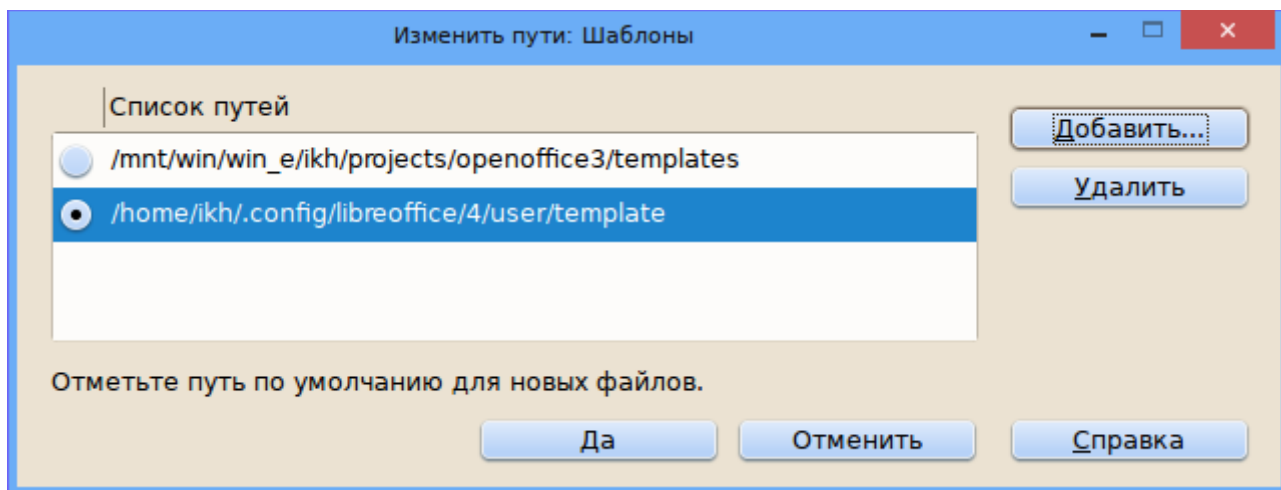 Изменить пути: Шаблоны
Список путей
Добавить...
/mnt/win/win_e/ikh/projects/openoffice3/templates
Удалить
/home/ikh/.config/libreoffice/4/user/template
Отметьте путь по умолчанию для новых файлов.
Да
Отменить
Справка